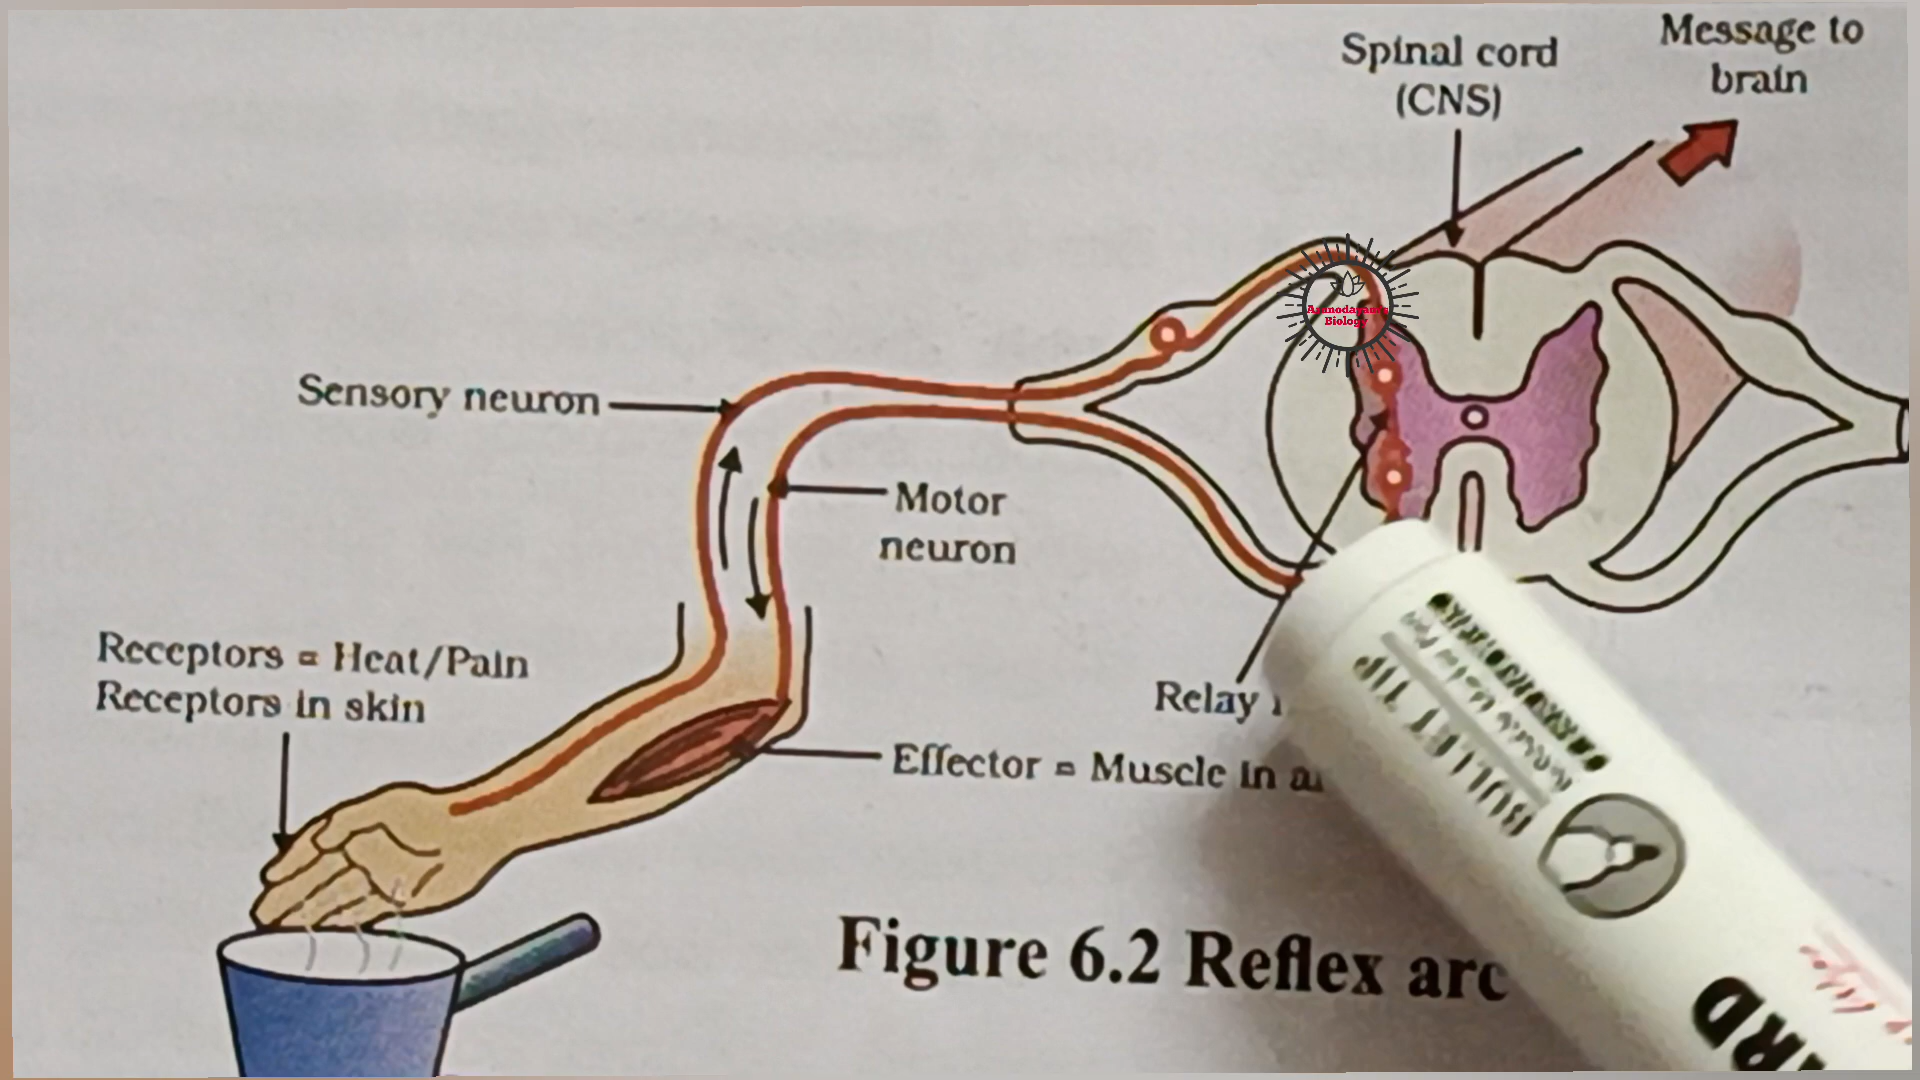 Spinal cord
(CNS)
Message to
brain
Sensory neuron
Motor
neuron
Receptors = Heat/Pain
Receptors in skin
Relay
Effector = Muscle in
Figure 6.2 Reflex arc
Biology
BULLET TIP